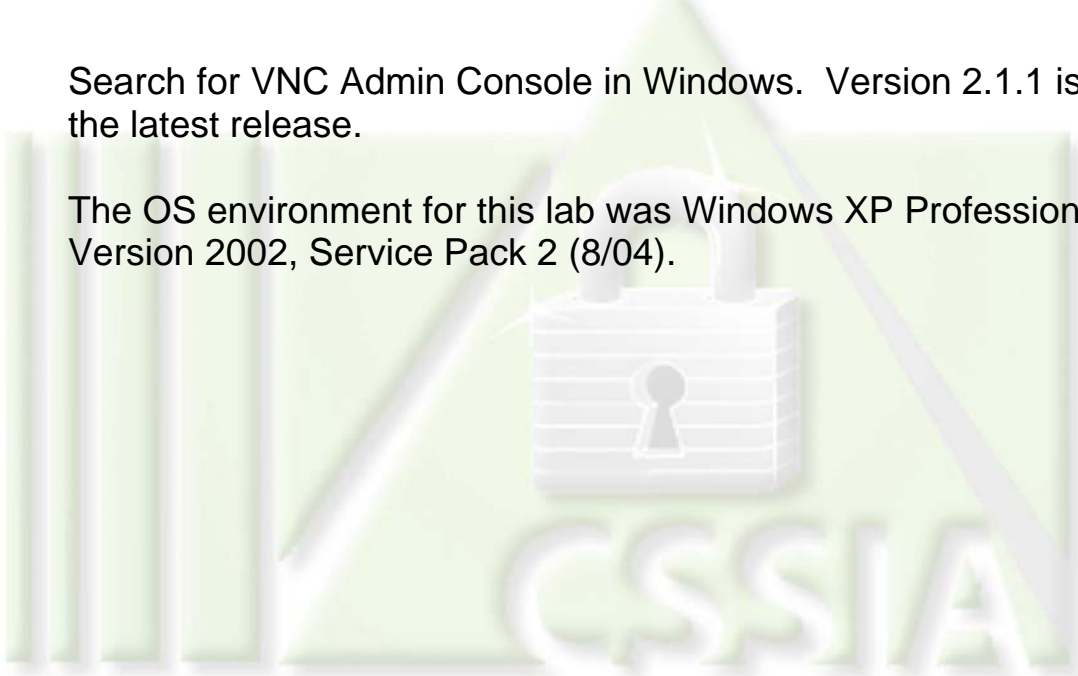 Search for VNC Admin Console in Windows.  Version 2.1.1 is
the latest release.
The OS environment for this lab was Windows XP Profession
Version 2002, Service Pack 2 (8/04).
CSSIA